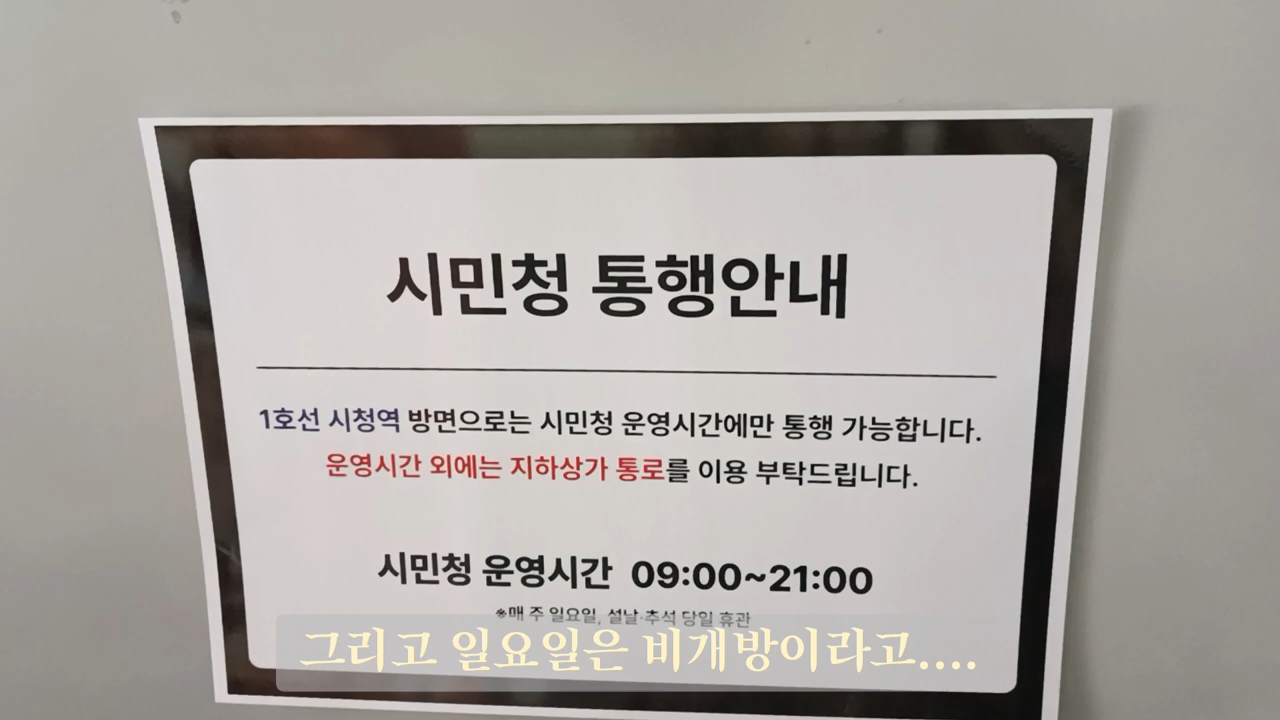 시민청 통행안내
1호선 시청역 방면으로는 시민청 운영시간에만 통행 가능합니다.
운영시간 외에는 지하상가 통로를 이용 부탁드립니다.
시민청 운영시간 09:00~21:00
※매 주 일요일, 설날·추석 당일 휴관
그리고 일요일은 비개방이라고....